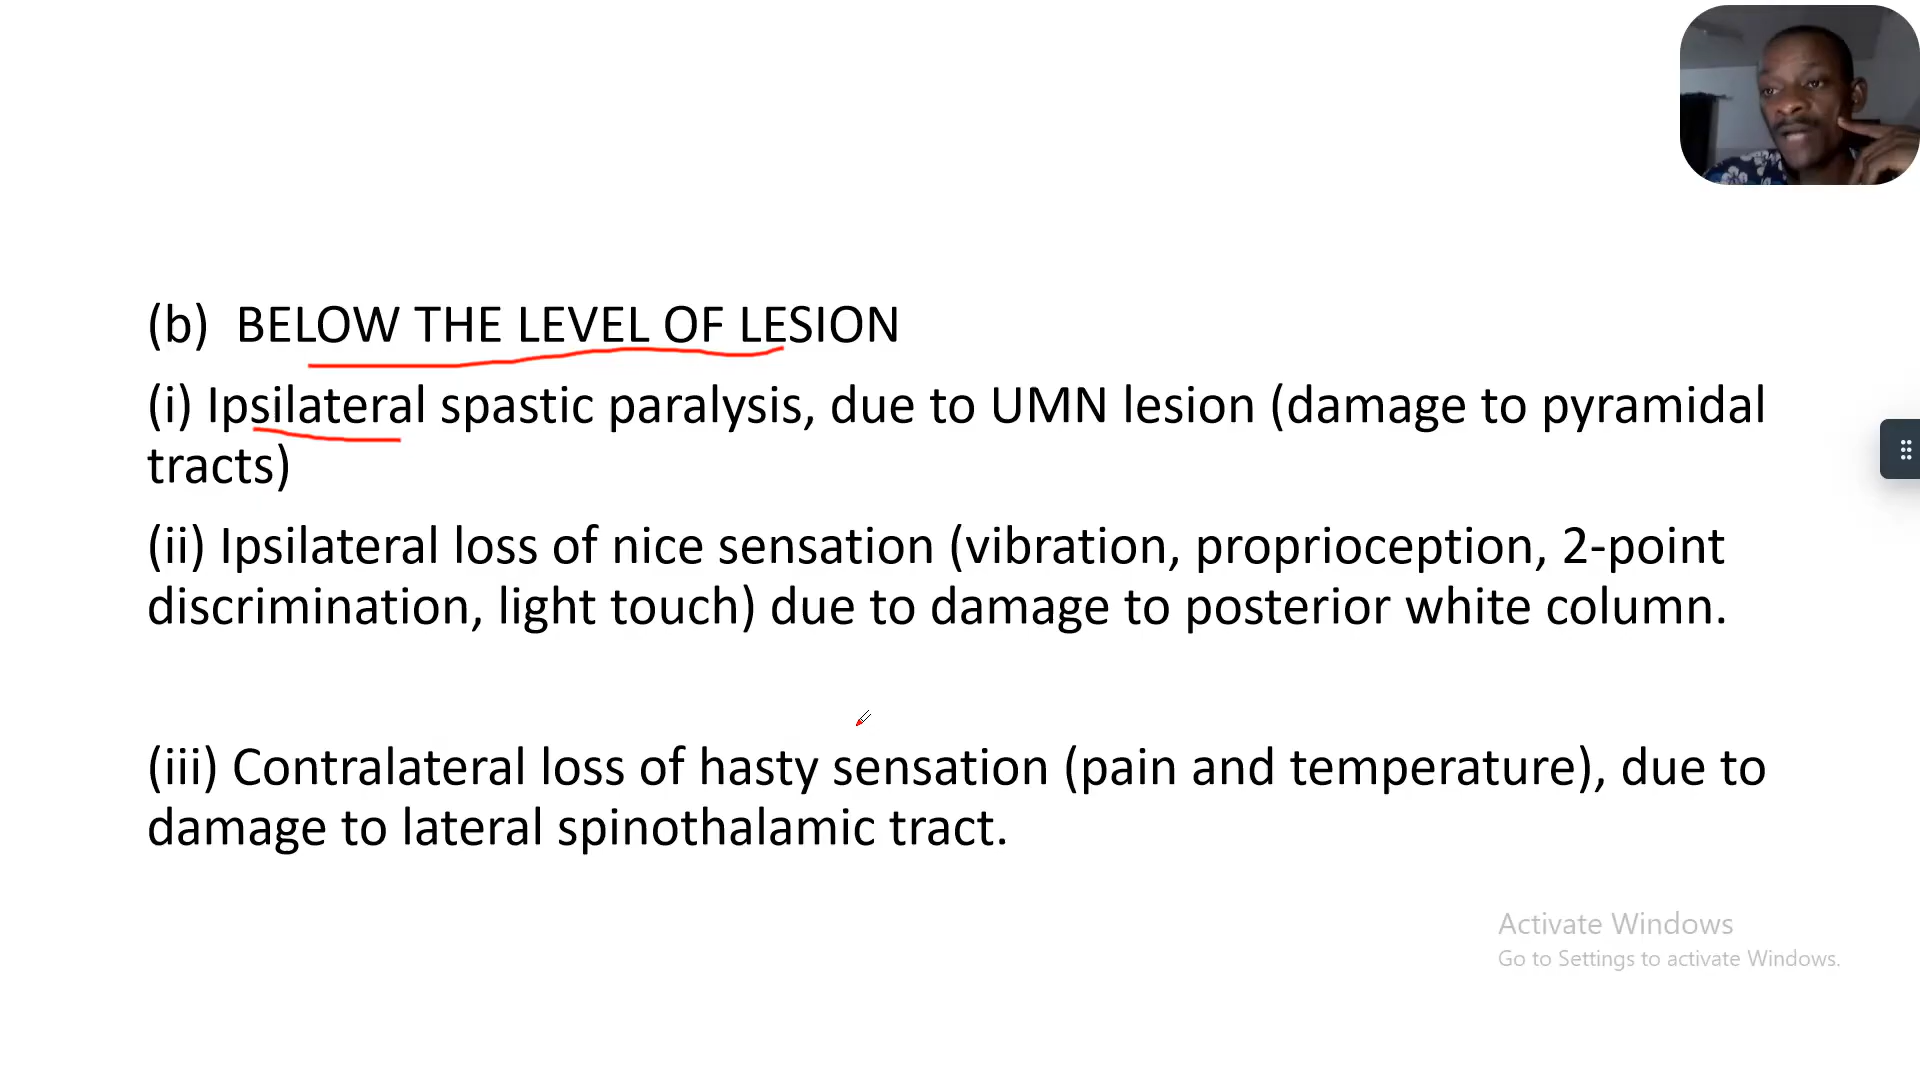 (b) BELOW THE LEVEL OF LESION
(i) Ipsilateral spastic paralysis, due to UMN lesion (damage to pyramidal
tracts)
(ii) Ipsilateral loss of nice sensation (vibration, proprioception, 2-point
discrimination, light touch) due to damage to posterior white column.
(iii) Contralateral loss of hasty sensation (pain and temperature), due to
damage to lateral spinothalamic tract.
Activate Windows
Go to Settings to activate Windows.